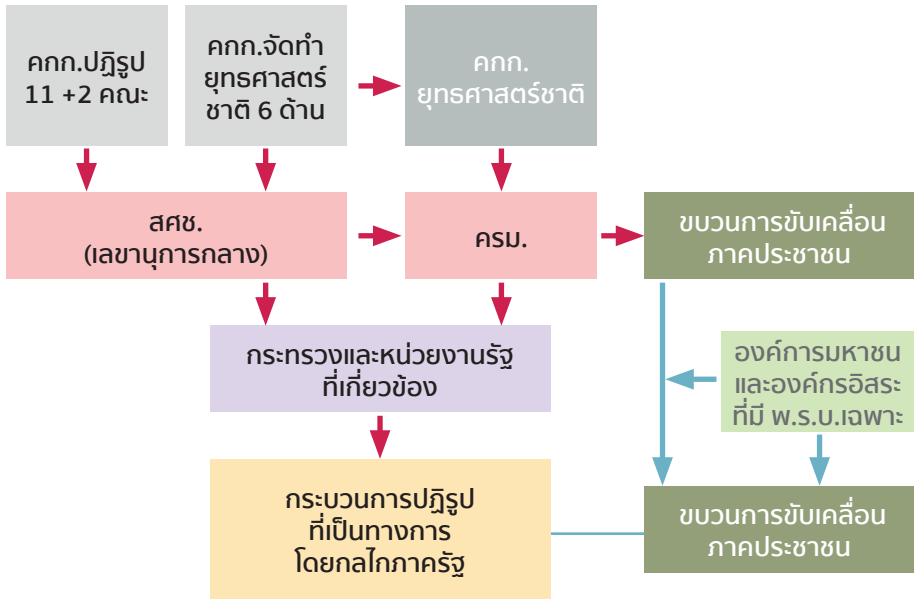 คกก.ปฏิรูป
11 +2 คณะ
คกก.จัดทำ
ยุทธศาสตร์
ชาติ 6 ด้าน
คกก.
ยุทธศาสตร์ชาติ
สศช.
(เลขานุการกลาง)
ครม.
ขบวนการขับเคลื่อน
ภาคประชาชน
กระทรวงและหน่วยงานรัฐ
ที่เกี่ยวข้อง
องค์การมหาชน
และองค์กรอิสระ
ที่มี พ.ร.บ.เฉพาะ
กระบวนการปฏิรูป
ที่เป็นทางการ
โดยกลไกภาครัฐ
ขบวนการขับเคลื่อน
ภาคประชาชน